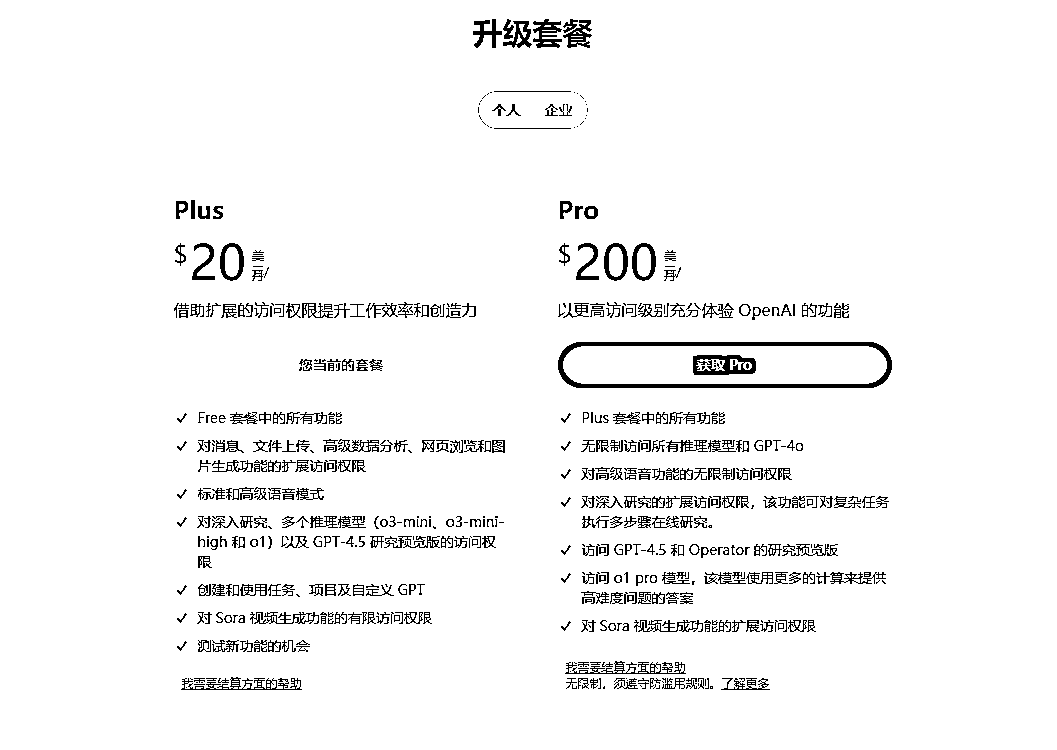 升级套餐
个人 企业
Plus
$20 美元/月
借助扩展的访问权限提升工作效率和创造力
您当前的套餐
Free 套餐中的所有功能
对消息、文件上传、高级数据分析、网页浏览和图
片生成功能的扩展访问权限
标准和高级语音模式
对深入研究、多个推理模型（o3-mini、o3-mini-
high 和 o1）以及 GPT-4.5 研究预览版的访问权
限
创建和使用任务、项目及自定义 GPT
对 Sora 视频生成功能的有限访问权限
测试新功能的机会
我需要结算方面的帮助
Pro
$200 美元/月
以更高访问级别充分体验 OpenAI 的功能
获取 Pro
Plus 套餐中的所有功能
无限制访问所有推理模型和 GPT-4o
对高级语音功能的无限制访问权限
对深入研究的扩展访问权限，该功能可对复杂任务
执行多步骤在线研究。
访问 GPT-4.5 和 Operator 的研究预览版
访问 o1 pro 模型，该模型使用更多的计算来提供
高难度问题的答案
对 Sora 视频生成功能的扩展访问权限
我需要结算方面的帮助
无限制，须遵守防滥用规则。了解更多